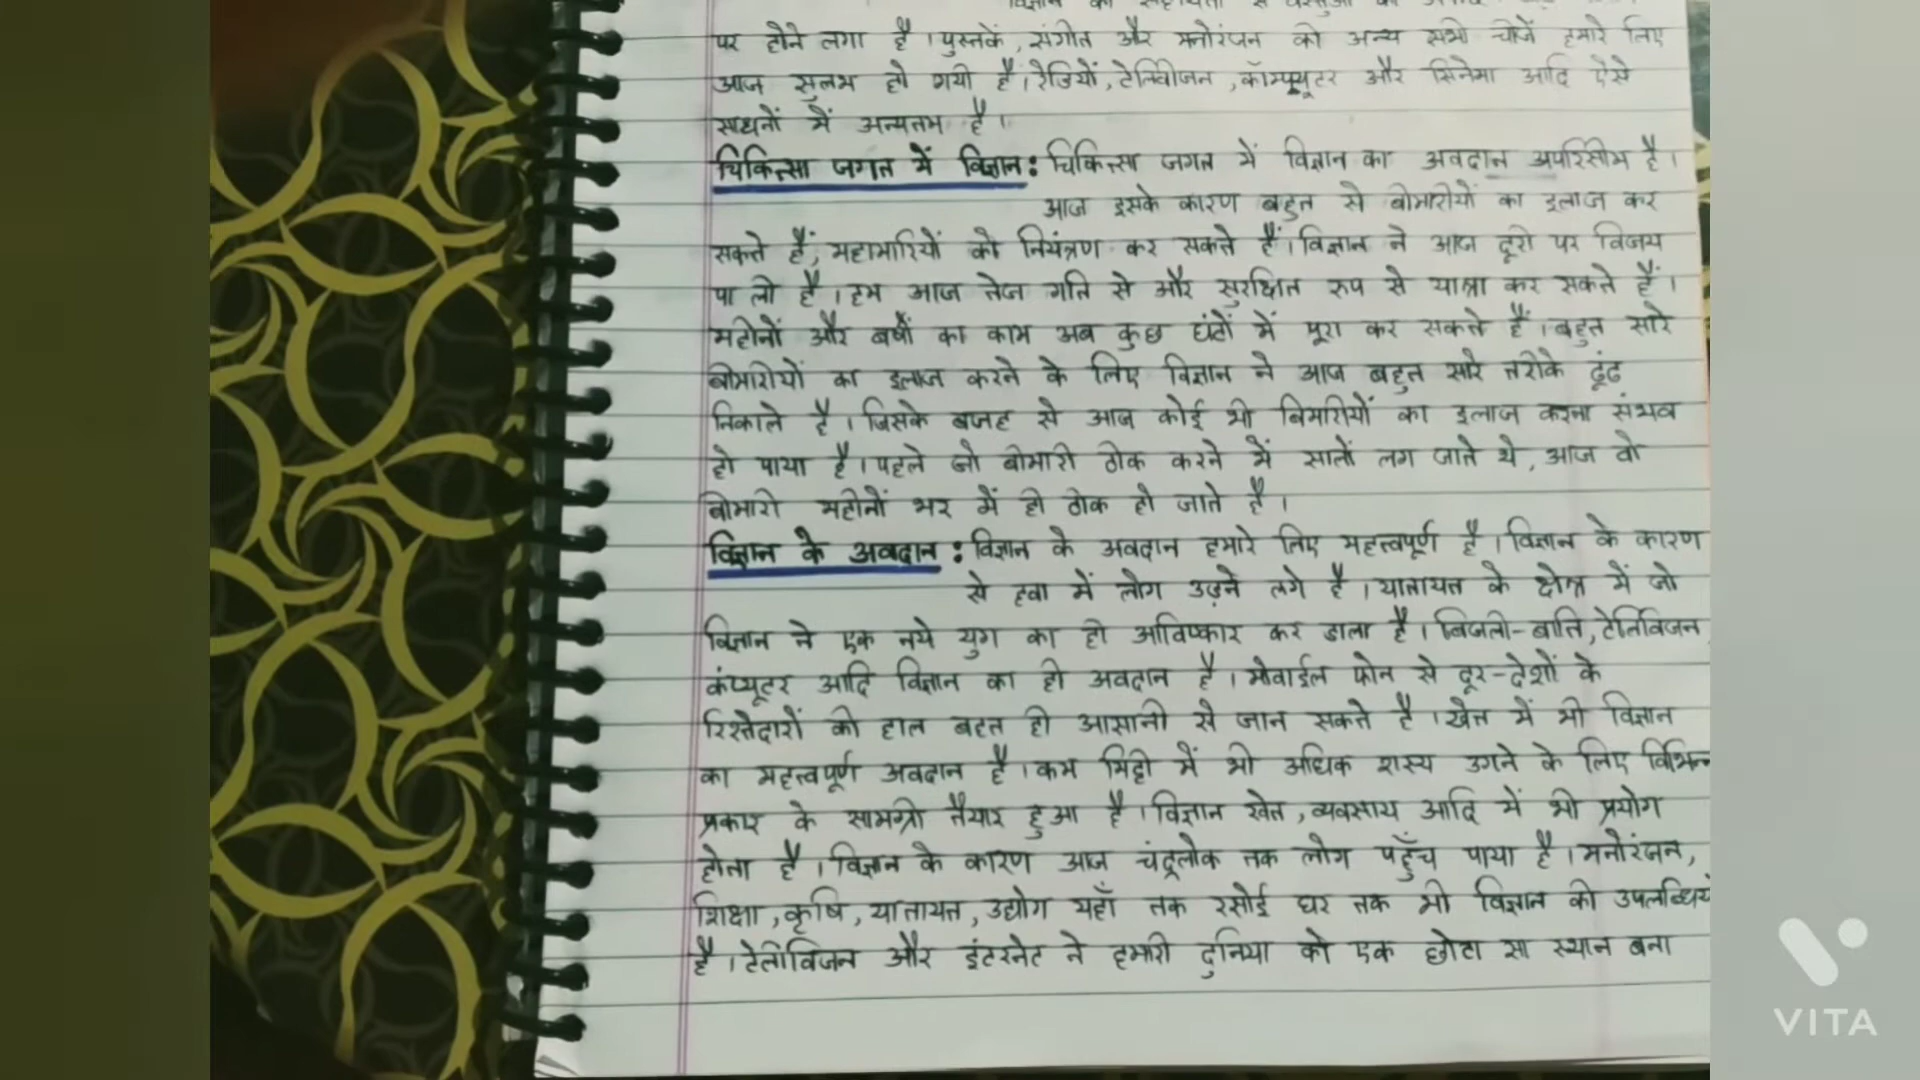 विज्ञान की सहायता से वस्तुओं का
पर होने लगा है। पुस्तकें, संगीत और मनोरंजन की अन्य सभी चीजें हमारे लिए
आज सुलभ हो गयी है। रेडियों, टेलिवीजन, कॉम्प्यूटर और सिनेमा आदि ऐसे
साधनों में अन्यतम है।
चिकित्सा जगत में विज्ञान: चिकित्सा जगत में विज्ञान का अवदान अपरिसीम है।
आज इसके कारण बहुत से बीमारीयों का इलाज कर
सकते हैं, महामारियों को नियंत्रण कर सकते हैं। विज्ञान ने आज दूरी पर विजय
पा ली है। हम आज तेज गति से और सुरक्षित रुप से यात्रा कर सकते हैं।
महीनों और बर्षों का काम अब कुछ घंटों में पूरा कर सकते हैं। बहुत सारे
बीमारीयों का इलाज करने के लिए विज्ञान ने आज बहुत सारे तरीके ढूंढ
निकाले है। जिसके बजह से आज कोई भी बिमारीयों का इलाज करना संभव
हो पाया है। पहले जो बीमारी ठीक करने में सालों लग जाते थे, आज वो
बीमारी महीनों भर में ही ठीक हो जाते है।
विज्ञान के अवदान: विज्ञान के अवदान हमारे लिए महत्त्वपूर्ण है। विज्ञान के कारण
से हवा में लोग उड़ने लगे है। यातायत के क्षेत्र में जो
विज्ञान ने एक नये युग का ही आविष्कार कर डाला है। बिजली-बाति, टेलिविजन,
कंप्यूटर आदि विज्ञान का ही अवदान है। मोबाईल फोन से दूर-देशों के
रिस्तेदारों की हाल बहत ही आसानी से जान सकते है। खेत में भी विज्ञान
का महत्त्वपूर्ण अवदान है। कम मिट्टी में भी अधिक शस्य उगने के लिए विभिन्न
प्रकार के सामग्री तैयार हुआ है। विज्ञान खेत, व्यवसाय आदि में भी प्रयोग
होता है। विज्ञान के कारण आज चंद्रलोक तक लोग पहुँच पाया है। मनोरंजन,
शिक्षा, कृषि, यातायत, उद्योग यहाँ तक रसोई घर तक भी विज्ञान की
है। टेलीविजन और इंटरनेट ने हमारी दुनिया को एक छोटा सा स्थान बना
VITA